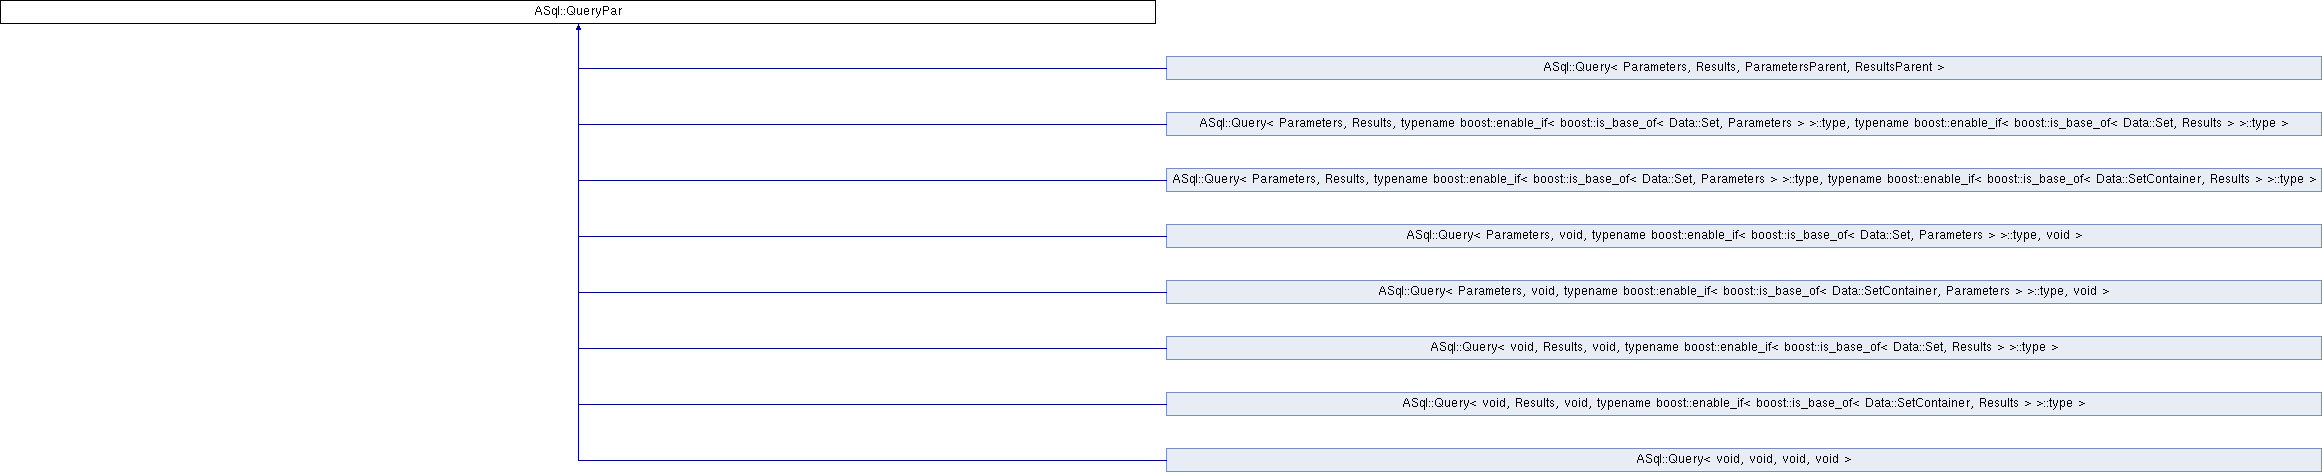 ASql::QueryPar
ASql::Query< Parameters, Results, ParametersParent, ResultsParent >
ASql::Query< Parameters, Results, typename boost::enable_if< boost::is_base_of< Data::Set, Parameters > >::type, typename boost::enable_if< boost::is_base_of< Data::Set, Results > >::type >
ASql::Query< Parameters, Results, typename boost::enable_if< boost::is_base_of< Data::Set, Parameters > >::type, typename boost::enable_if< boost::is_base_of< Data::SetContainer, Results > >::type >
ASql::Query< Parameters, void, typename boost::enable_if< boost::is_base_of< Data::Set, Parameters > >::type, void >
ASql::Query< Parameters, void, typename boost::enable_if< boost::is_base_of< Data::SetContainer, Parameters > >::type, void >
ASql::Query< void, Results, void, typename boost::enable_if< boost::is_base_of< Data::Set, Results > >::type >
ASql::Query< void, Results, void, typename boost::enable_if< boost::is_base_of< Data::SetContainer, Results > >::type >
ASql::Query< void, void, void, void >